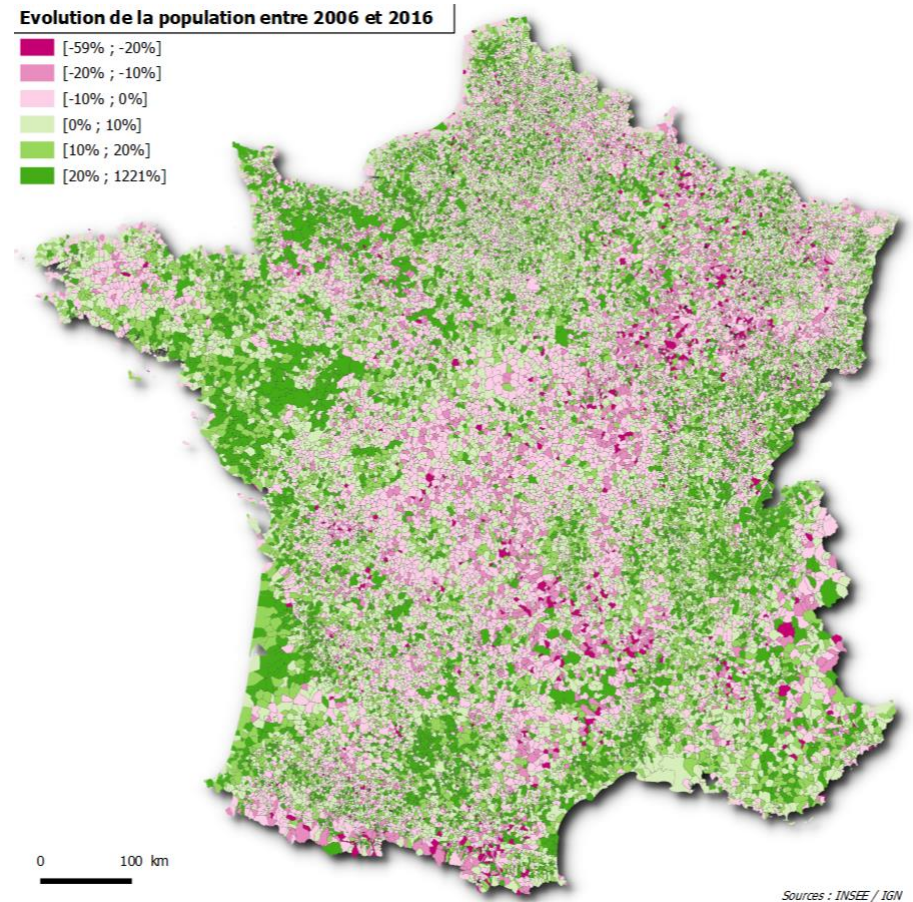 Evolution de la population entre 2006 et 2016
[-59% ; -20%]
[-20% ; -10%]
[-10% ; 0%]
[0% ; 10%]
[10% ; 20%]
[20% ; 1221%]
0 100 km
Sources : INSEE / IGN